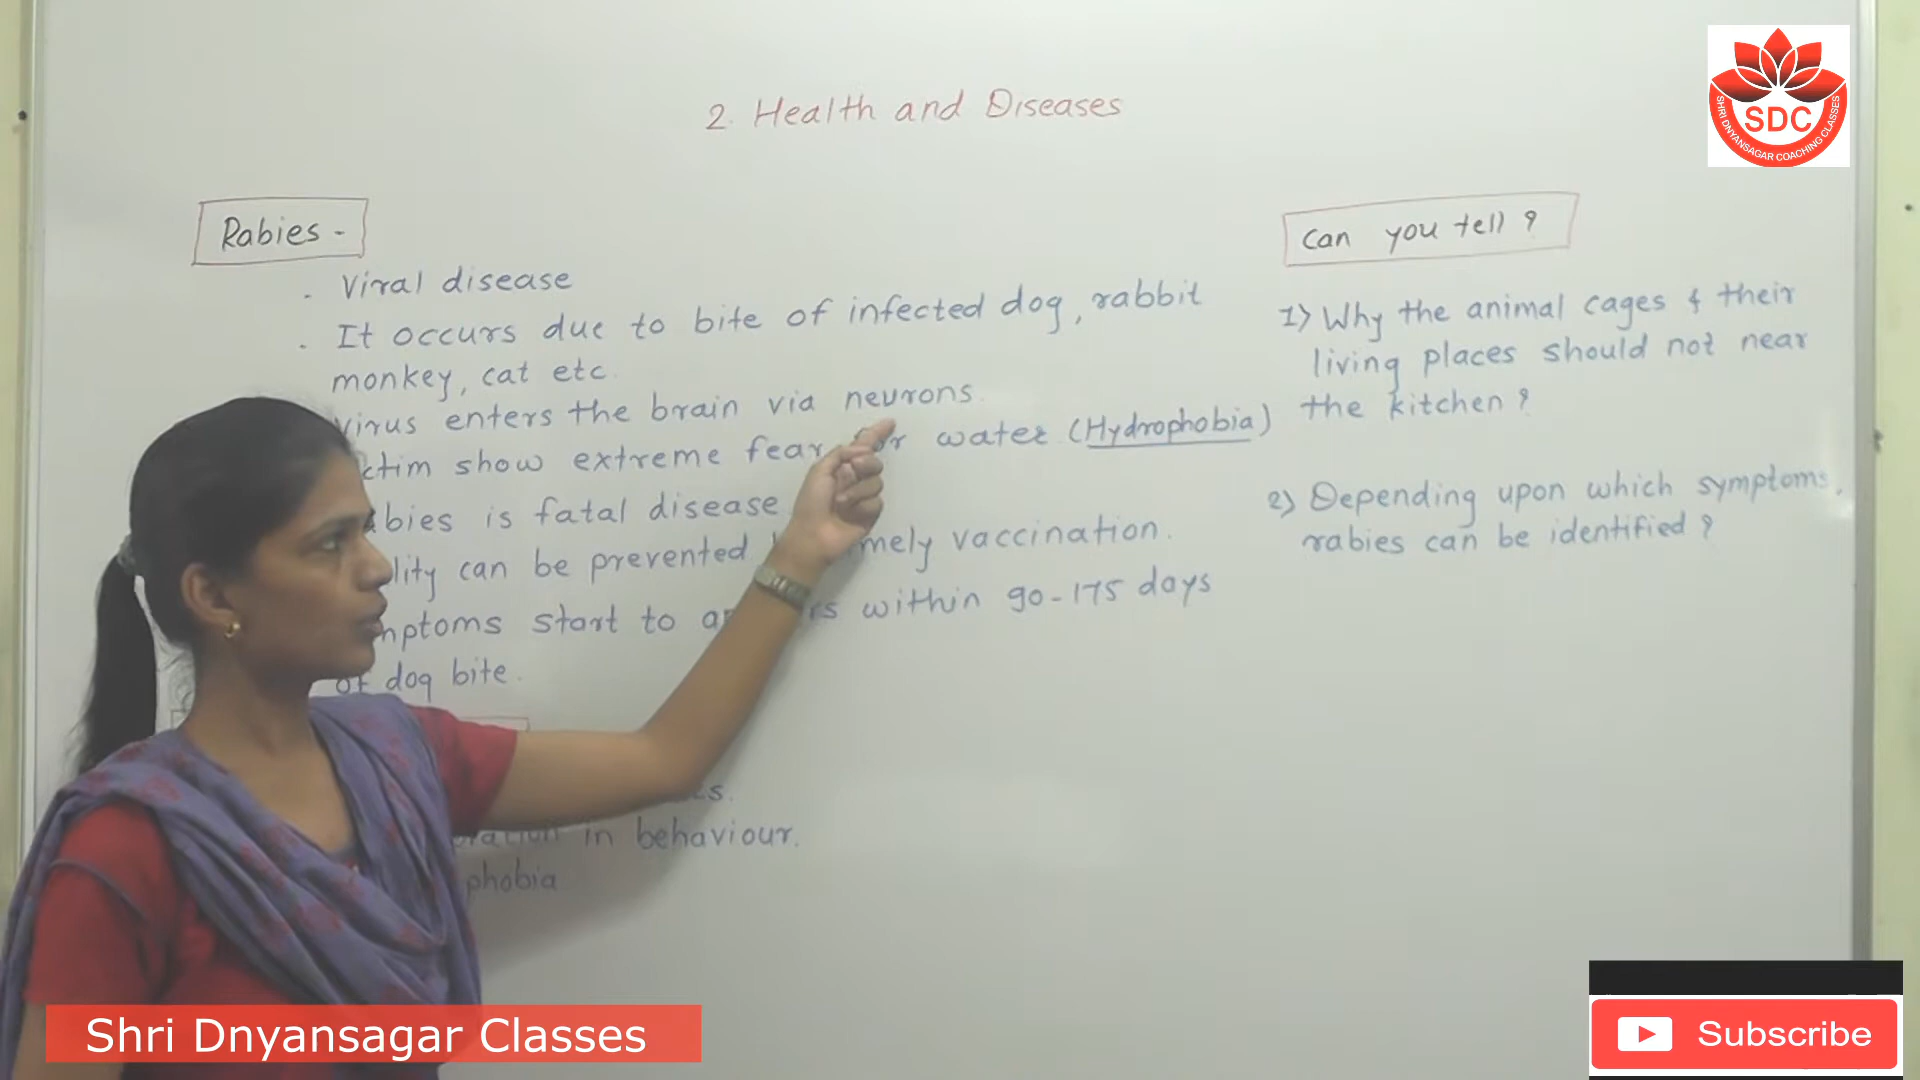 2. Health and Diseases
SDC
SHRI DNYANSAGAR COACHING CLASSES
Rabies -
. Viral disease
. It occurs due to bite of infected dog, rabbit
monkey, cat etc.
virus enters the brain via neurons.
show extreme fear for water (Hydrophobia)
is fatal disease
can be prevented vaccination.
start to within 90-175 days
of dog bite.
in behaviour.
phobia
Can you tell ?
1) Why the animal cages & their
living places should not near
the kitchen ?
2) Depending upon which symptoms,
rabies can be identified ?
Shri Dnyansagar Classes
Subscribe